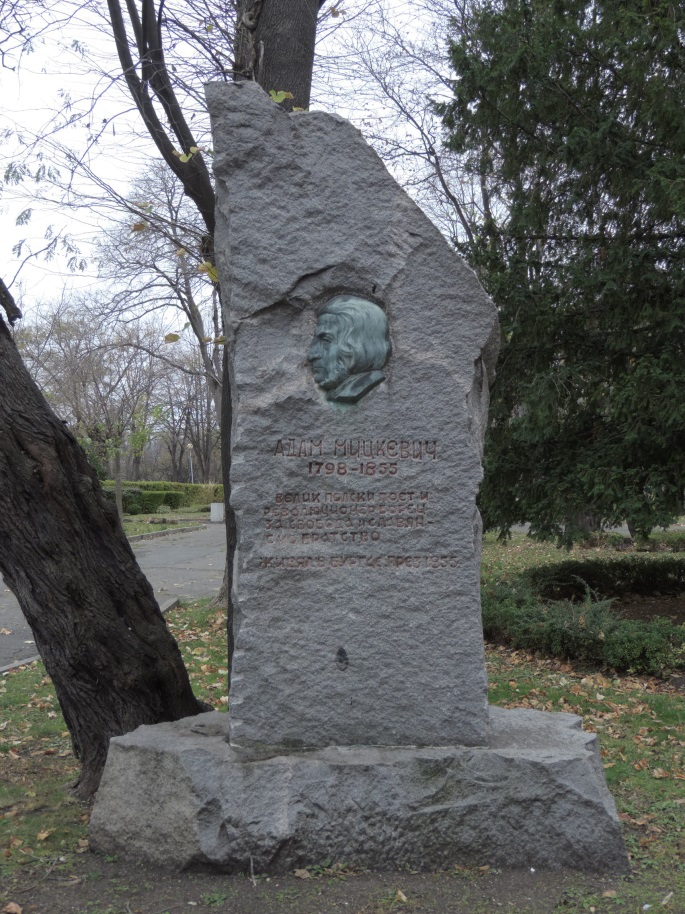 АДАМ МИЦКЕВИЧ
1798-1855
ВЕЛИК ПОЛСКИ ПОЕТ И
РЕВОЛЮЦИОНЕР БОРЕЦ
ЗА СВОБОДА И СЛАВЯН-
СКО БРАТСТВО
ЖИВЯЛ В БУРГАС ПРЕЗ 1855